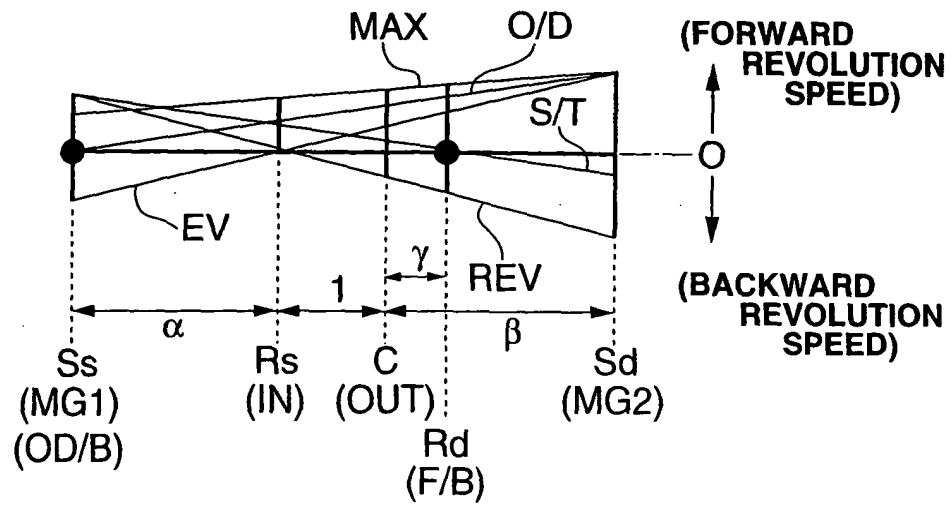 MAX
O/D
(FORWARD
REVOLUTION
SPEED)
S/T
O
EV
REV
γ
1
α
β
(BACKWARD
REVOLUTION
SPEED)
Ss
(MG1)
(OD/B)
Rs
(IN)
C
(OUT)
Rd
(F/B)
Sd
(MG2)